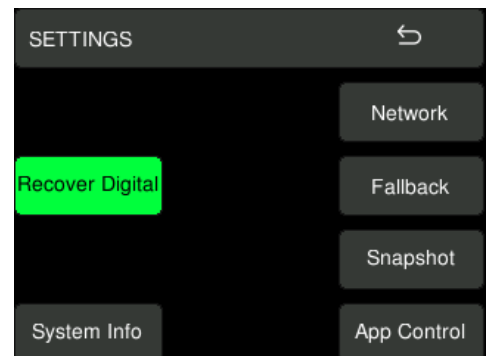 SETTINGS
Network
Recover Digital
Fallback
Snapshot
System Info
App Control